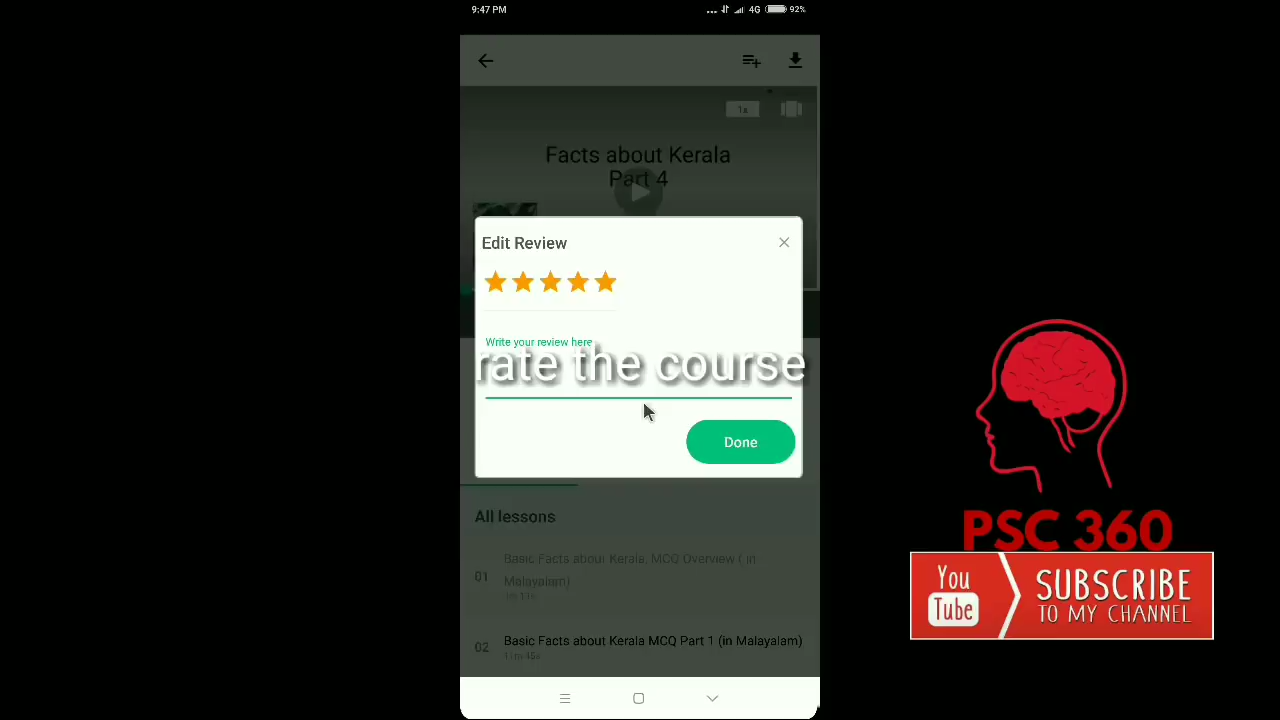 9:47 PM
4G
92%
1x
Facts about Kerala
Part 4
Edit Review
Write your review here
rate the course
Done
All lessons
01
Basic Facts about Kerala, MCQ Overview ( in
Malayalam)
02
Basic Facts about Kerala MCQ Part 1 (in Malayalam)
PSC 360
You
Tube
SUBSCRIBE
TO MY CHANNEL